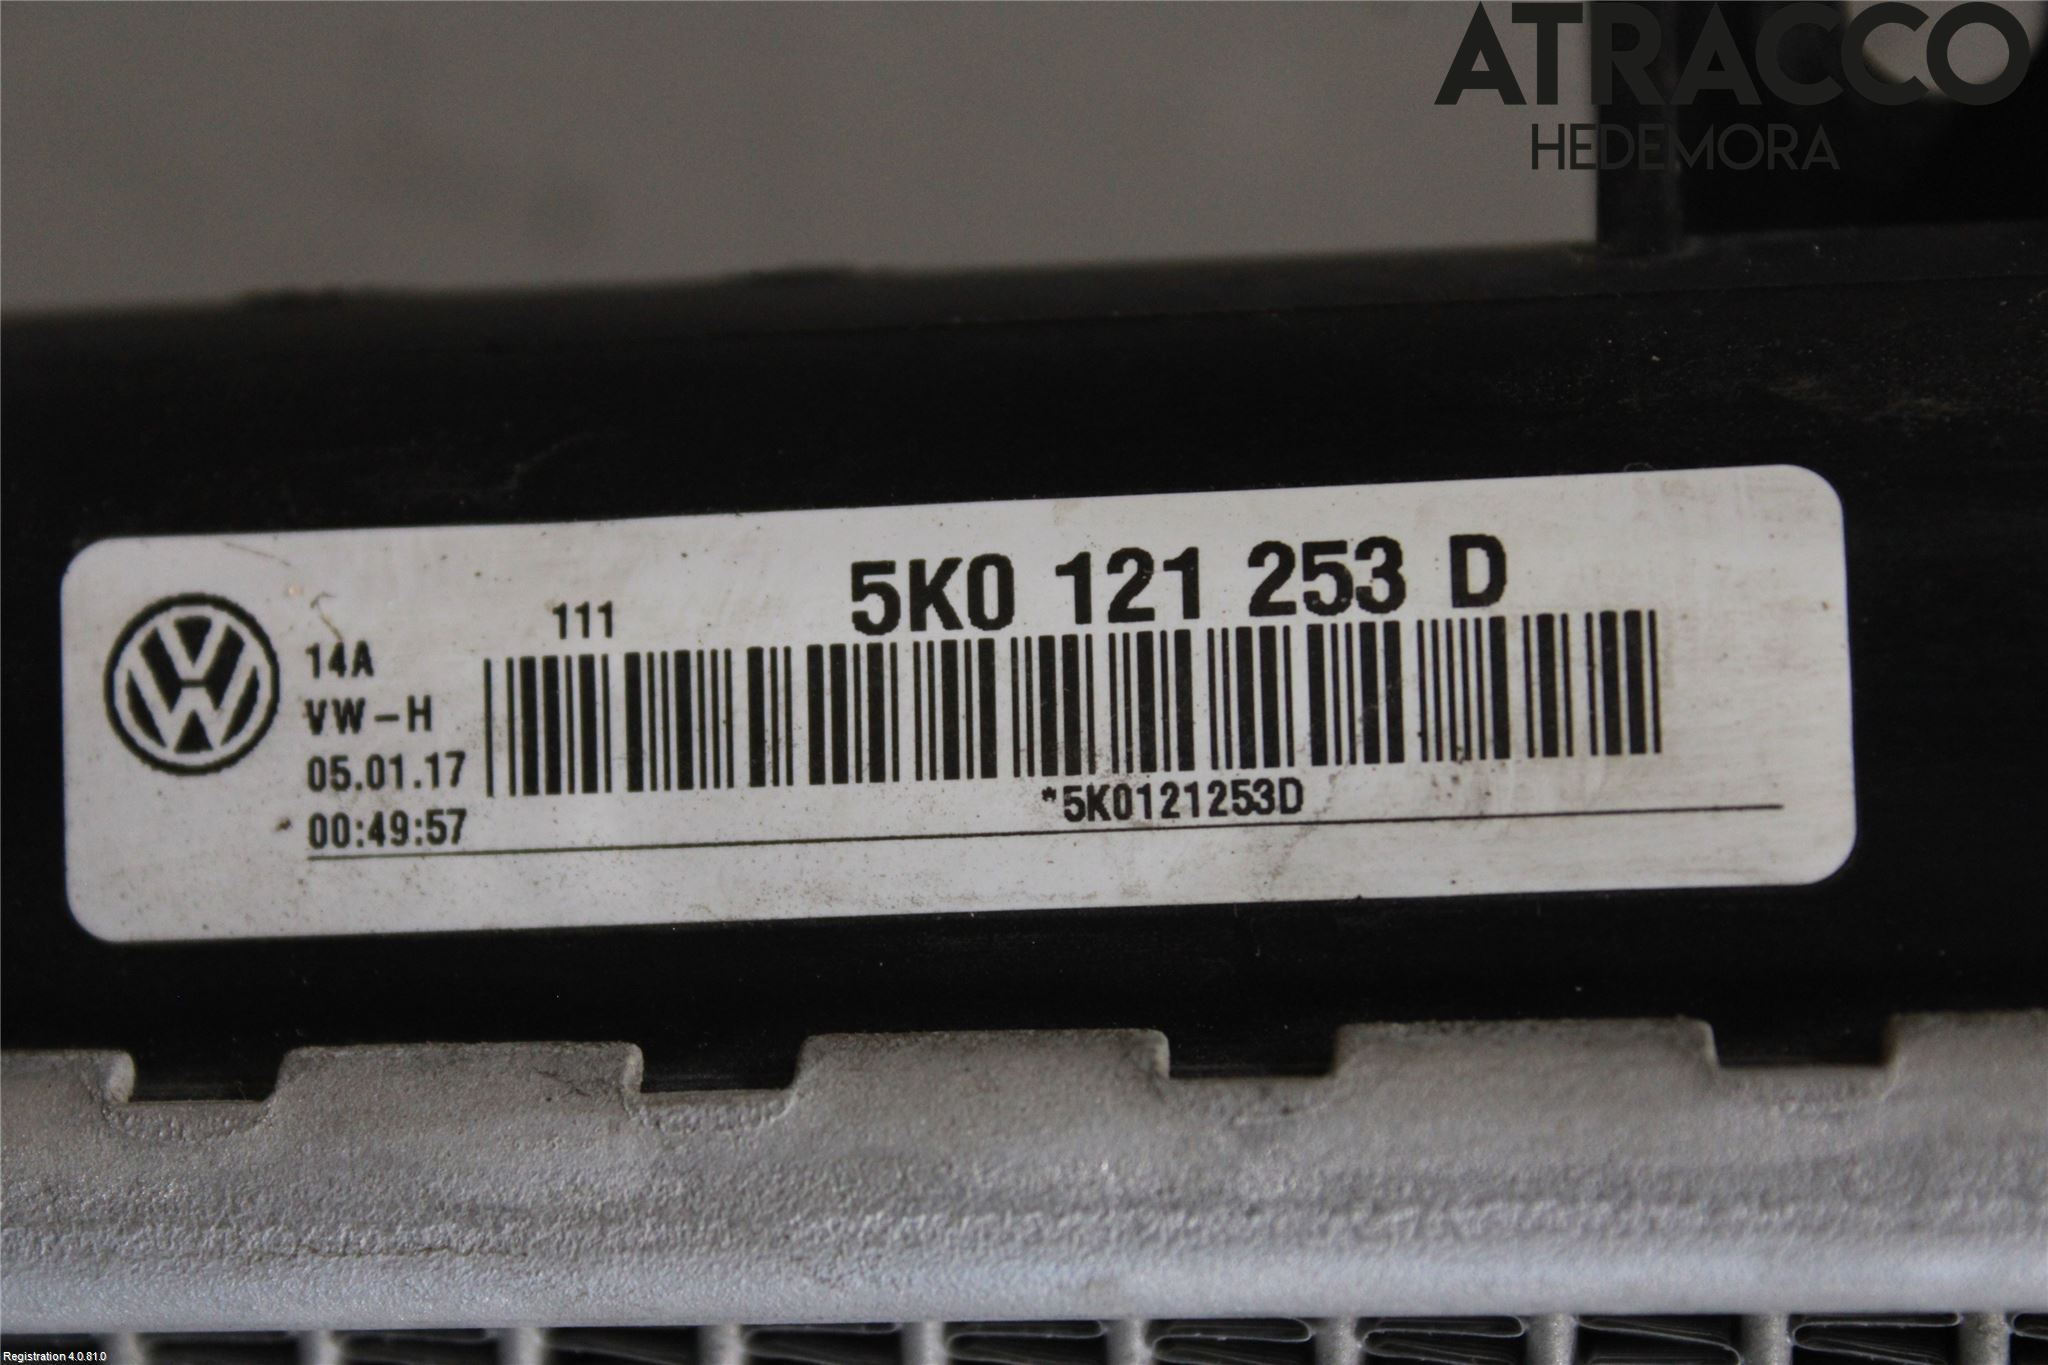 ATRACCO
HEDEMORA
5K0 121 253 D
111
14A
VW-H
05.01.17
00:49:57
*5K0121253D
Registration 4.0.81.0